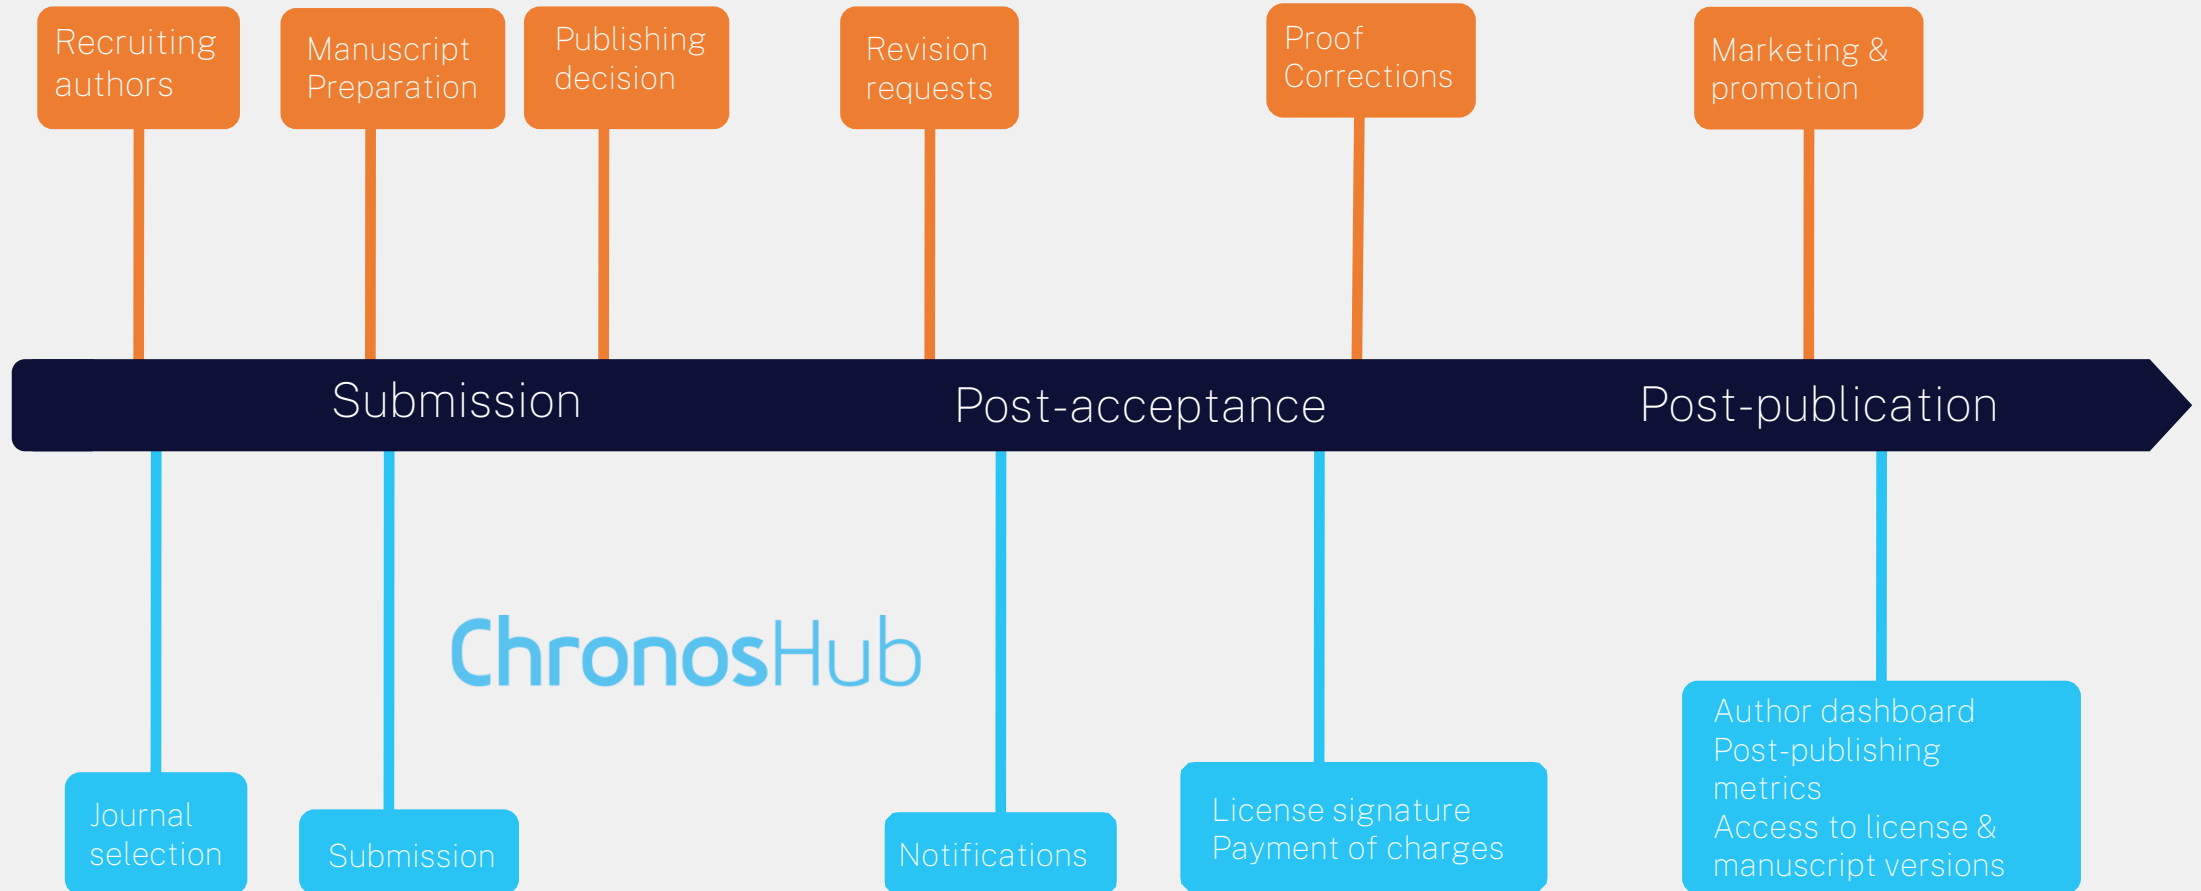 Recruiting
authors
Manuscript
Preparation
Publishing
decision
Revision
requests
Proof
Corrections
Marketing &
promotion
Submission
Post-acceptance
Post-publication
ChronosHub
Journal
selection
Submission
Notifications
License signature
Payment of charges
Author dashboard
Post-publishing
metrics
Access to license &
manuscript versions